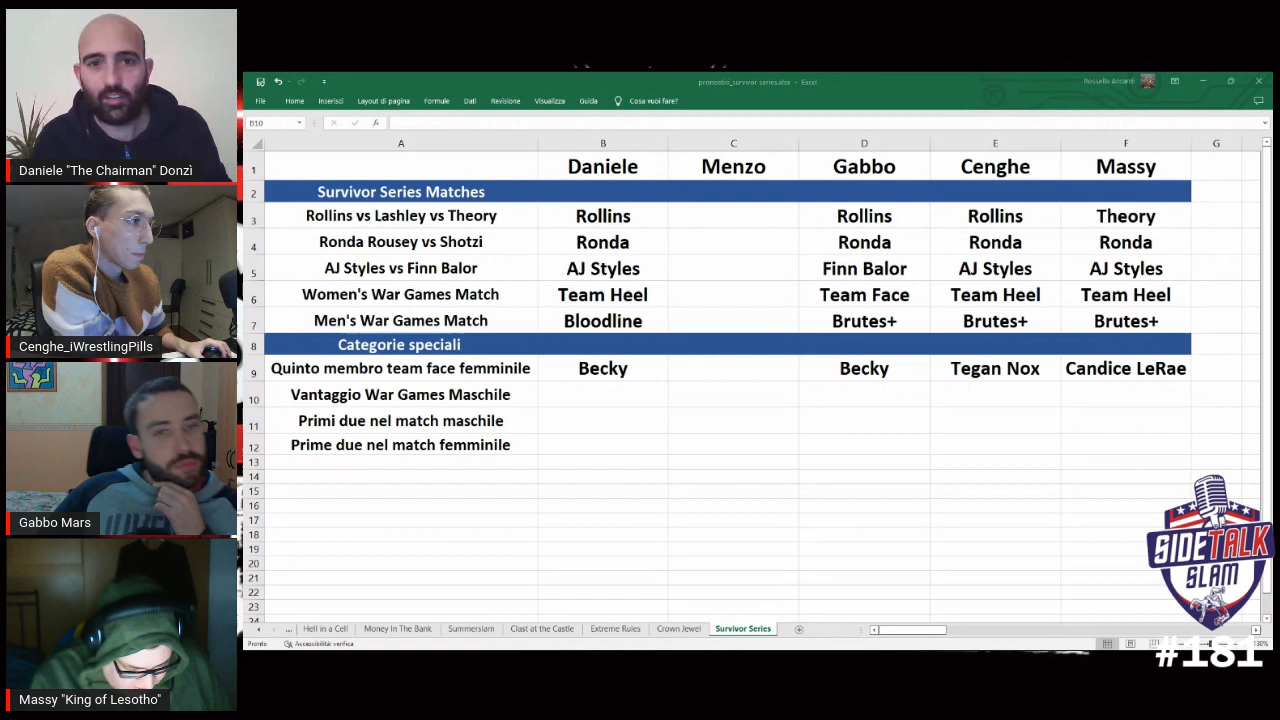 Daniele "The Chairman" Donzì
Cenghe_iWrestlingPills
Gabbo Mars
Massy "King of Lesotho"
pronostici_survivor series.xlsx - Excel
Rossella Accardi
File Home Inserisci Layout di pagina Formule Dati Revisione Visualizza Guida Cosa vuoi fare?
B10
A B C D E F G
1 Daniele Menzo Gabbo Cenghe Massy
2 Survivor Series Matches
3 Rollins vs Lashley vs Theory Rollins Rollins Rollins Theory
4 Ronda Rousey vs Shotzi Ronda Ronda Ronda Ronda
5 AJ Styles vs Finn Balor AJ Styles Finn Balor AJ Styles AJ Styles
6 Women's War Games Match Team Heel Team Face Team Heel Team Heel
7 Men's War Games Match Bloodline Brutes+ Brutes+ Brutes+
8 Categorie speciali
9 Quinto membro team face femminile Becky Becky Tegan Nox Candice LeRae
10 Vantaggio War Games Maschile
11 Primi due nel match maschile
12 Prime due nel match femminile
13
14
15
16
17
18
19
20
21
22
23
24
... Hell in a Cell Money In The Bank Summerslam Clast at the Castle Extreme Rules Crown Jewel Survivor Series
Pronto Accessibilità: verifica
SIDETALK
SLAM
#181